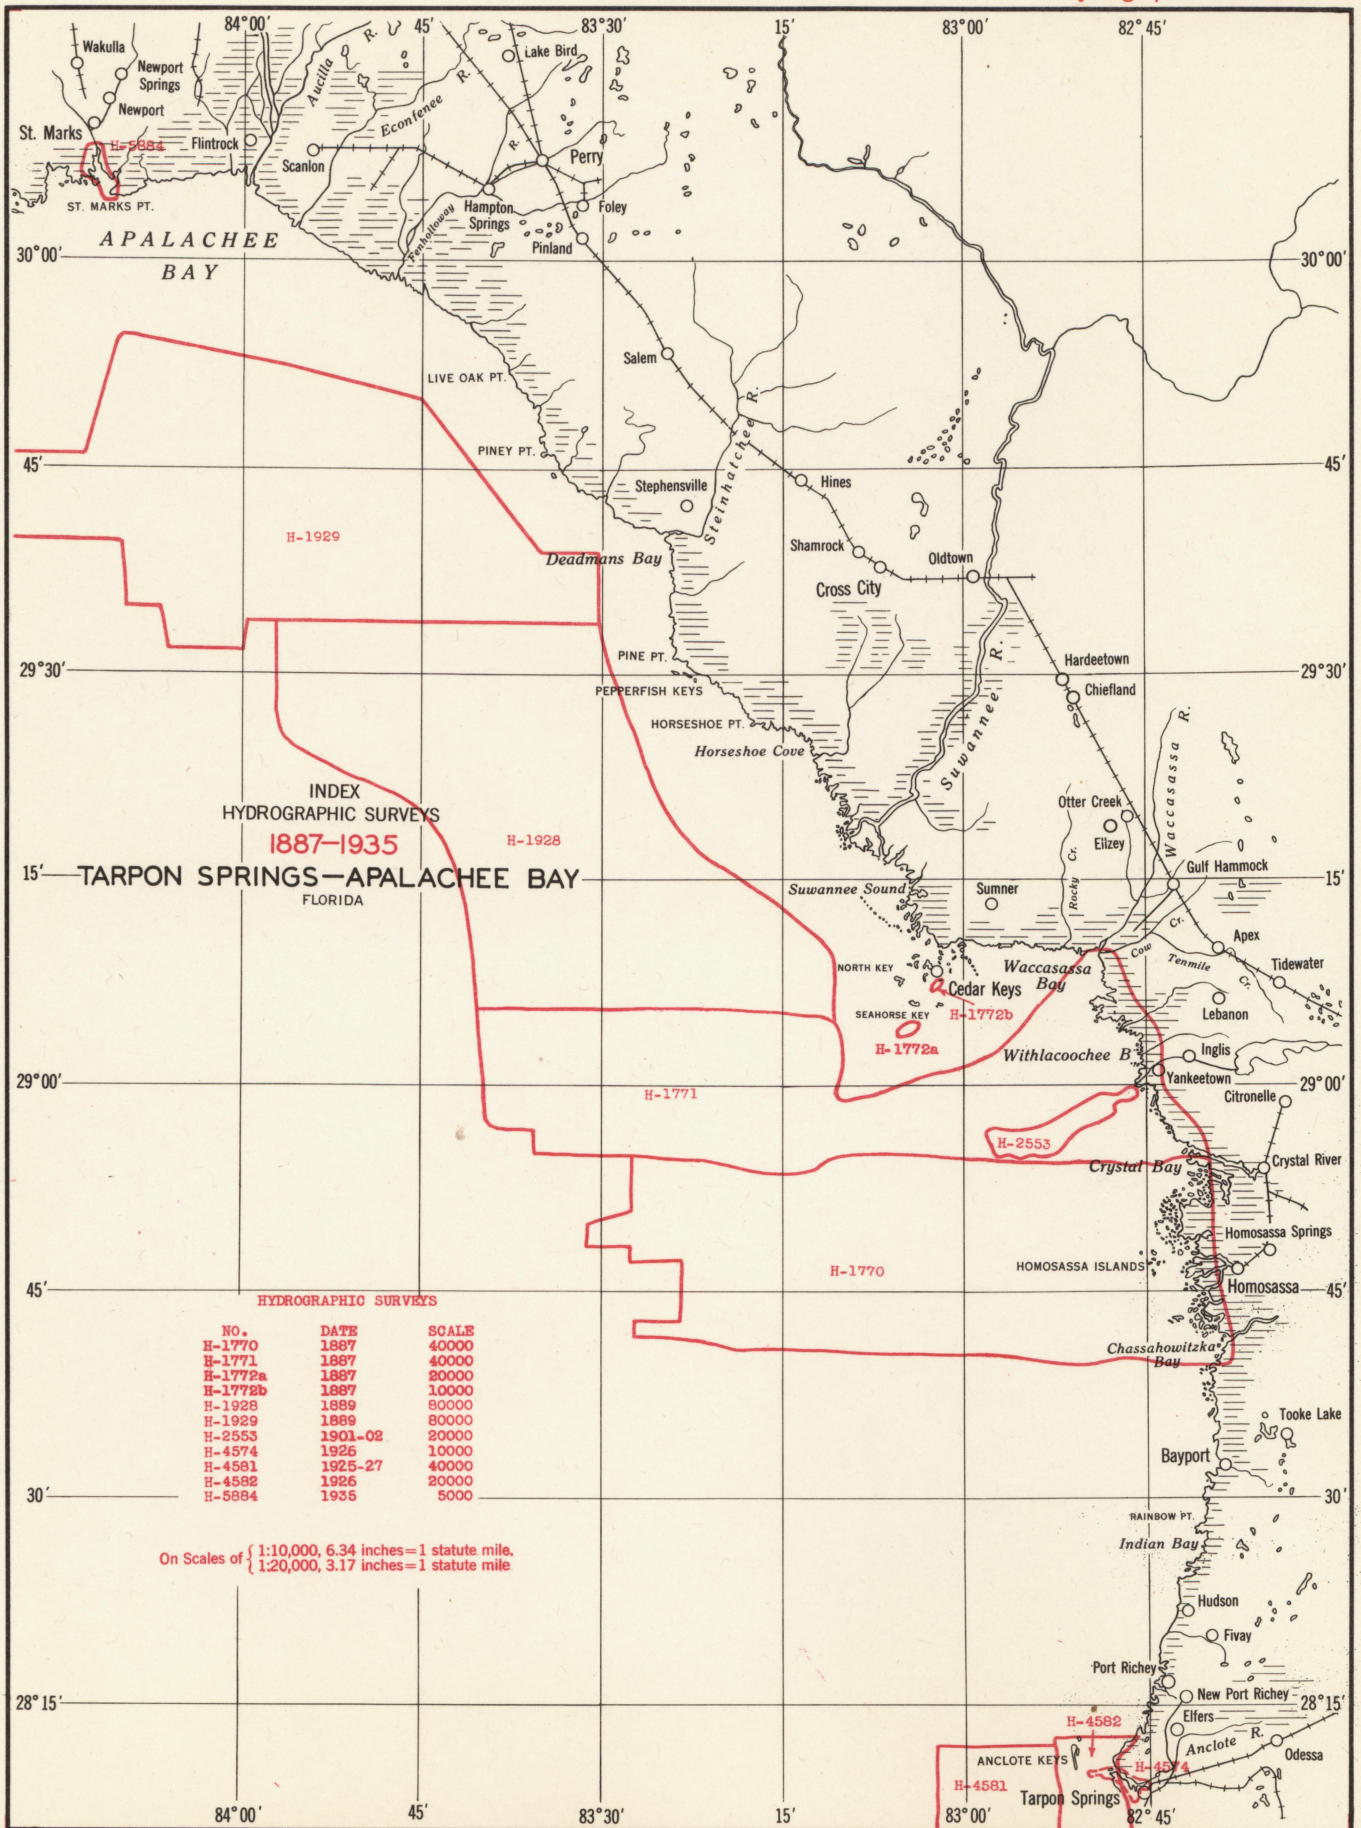 84°00'
45'
83°30'
15'
83°00'
82°45'
Wakulla
Newport
Springs
Newport
St. Marks
H-5884
Flintrock
ST. MARKS PT.
APALACHEE
BAY
Aucilla R.
Scanlon
Econfenee R.
Lake Bird
R.
Perry
Hampton
Springs
Foley
Fenholloway
Pinland
30°00'
30°00'
Salem
LIVE OAK PT.
PINEY PT.
Steinhatchee R.
45'
45'
Stephensville
Hines
H-1929
Shamrock
Deadmans Bay
Oldtown
Cross City
29°30'
29°30'
PINE PT.
Hardeetown
PEPPERFISH KEYS
Chiefland
HORSESHOE PT.
Horseshoe Cove
Suwannee R.
Waccasassa R.
INDEX
HYDROGRAPHIC SURVEYS
1887—1935
TARPON SPRINGS—APALACHEE BAY
FLORIDA
H-1928
Otter Creek
Eilzey
Rocky Cr.
Gulf Hammock
15'
15'
Suwannee Sound
Sumner
Cow Cr.
Apex
Tenmile Cr.
Tidewater
NORTH KEY
Waccasassa
Bay
Cedar Keys
Lebanon
SEAHORSE KEY
H-1772b
H-1772a
Withlacoochee B.
Inglis
Yankeetown
29°00'
29°00'
H-1771
Citronelle
H-2553
Crystal Bay
Crystal River
Homosassa Springs
H-1770
HOMOSASSA ISLANDS
Homosassa
45'
45'
HYDROGRAPHIC SURVEYS
NO. DATE SCALE
H-1770 1887 40000
H-1771 1887 40000
H-1772a 1887 20000
H-1772b 1887 10000
H-1928 1889 80000
H-1929 1889 80000
H-2553 1901-02 20000
H-4574 1926 10000
H-4581 1925-27 40000
H-4582 1926 20000
H-5884 1935 5000
Chassahowitzka
Bay
Tooke Lake
Bayport
30'
30'
RAINBOW PT.
Indian Bay
On Scales of { 1:10,000, 6.34 inches=1 statute mile.
1:20,000, 3.17 inches=1 statute mile
Hudson
Fivay
Port Richey
28°15'
New Port Richey
28°15'
H-4582
Elfers
Anclote R.
ANCLOTE KEYS
H-4574
Odessa
H-4581
Tarpon Springs
84°00'
45'
83°30'
15'
83°00'
82°45'